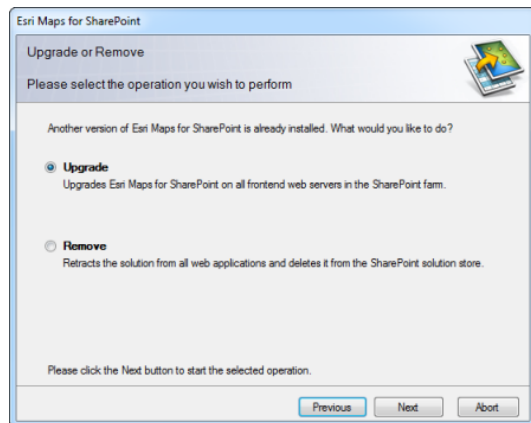 Esri Maps for SharePoint
Upgrade or Remove
Please select the operation you wish to perform
Another version of Esri Maps for SharePoint is already installed. What would you like to do?
Upgrade
Upgrades Esri Maps for SharePoint on all frontend web servers in the SharePoint farm.
Remove
Retracts the solution from all web applications and deletes it from the SharePoint solution store.
Please click the Next button to start the selected operation.
Previous Next Abort